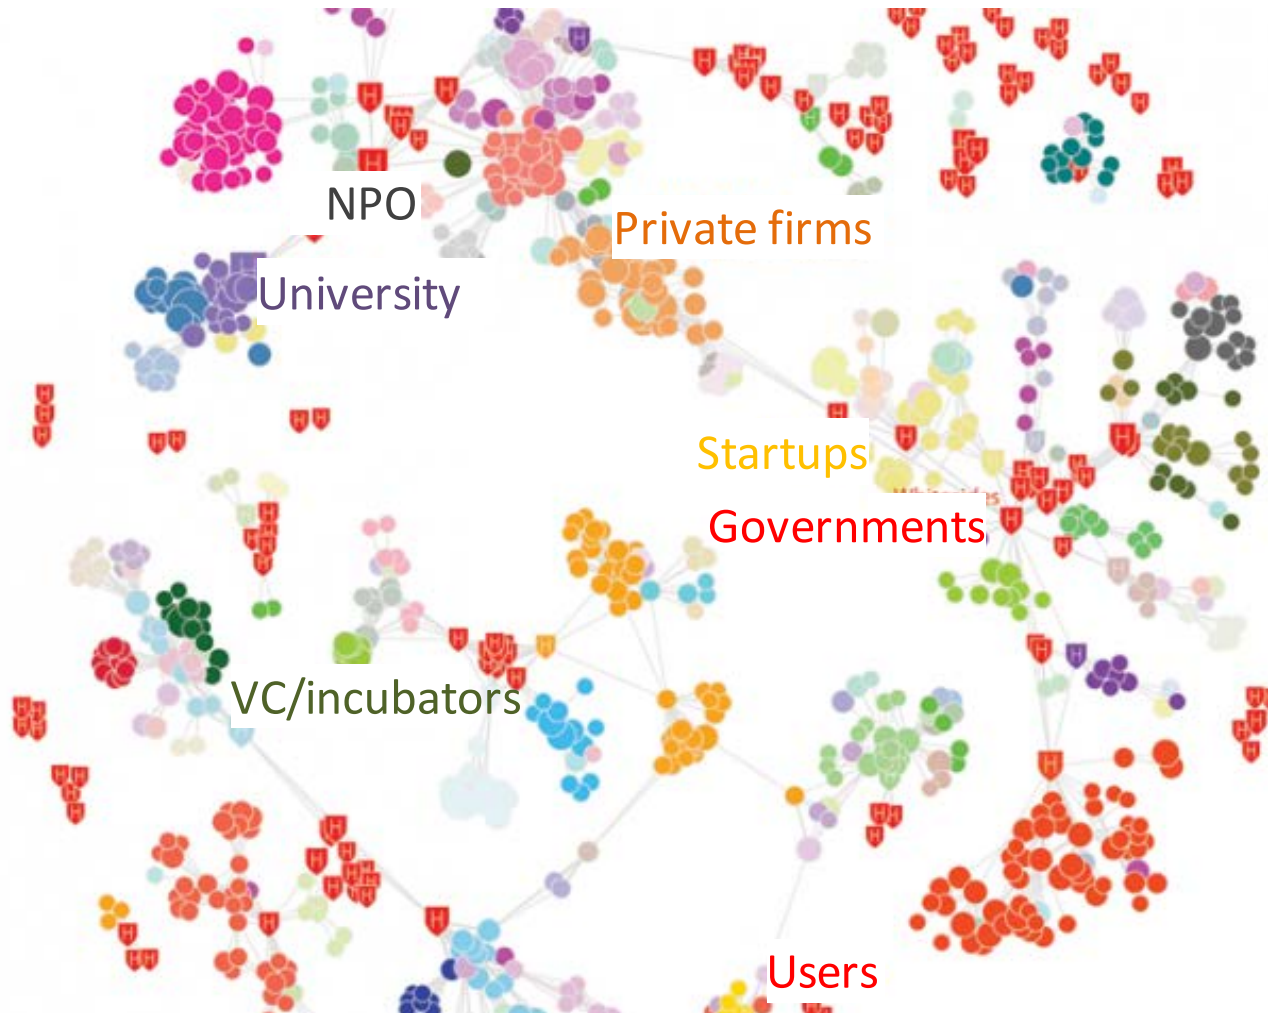 NPO
Private firms
University
Startups
Governments
VC/incubators
Users